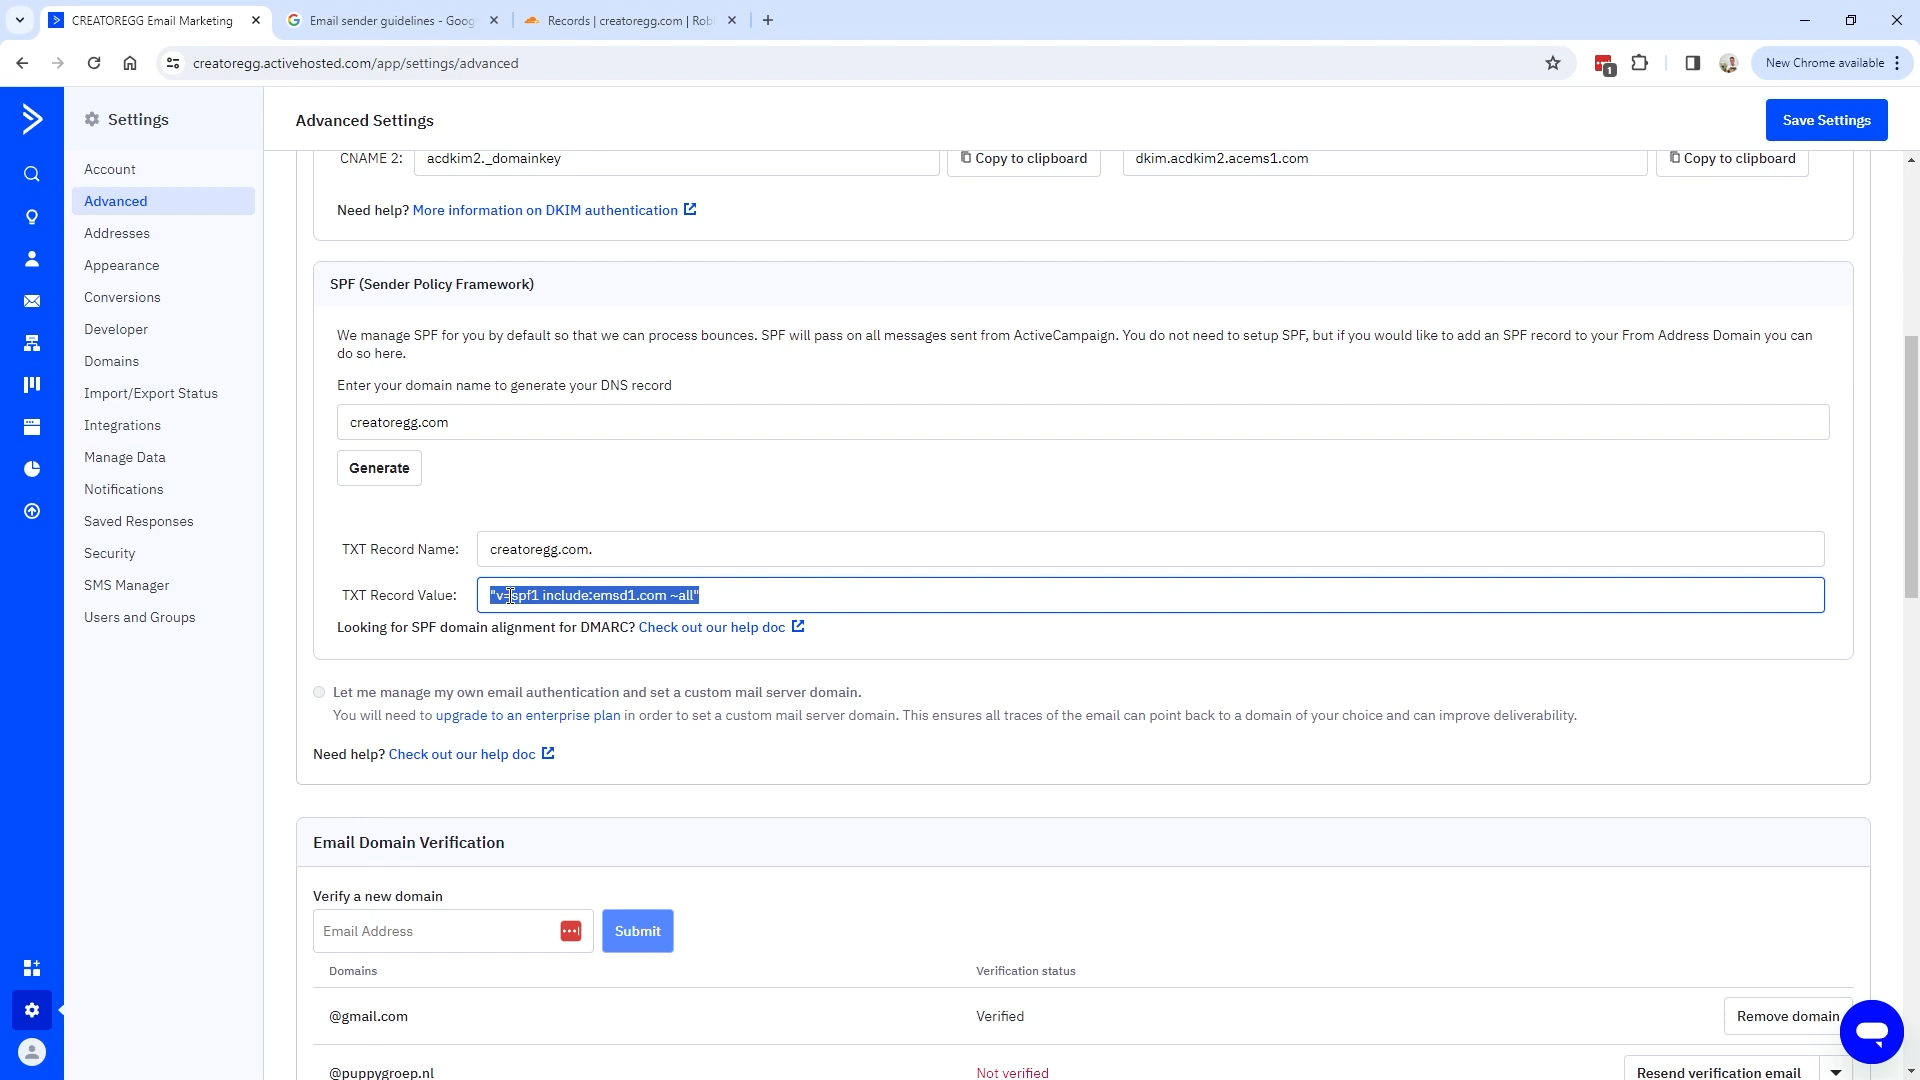 CREATOREGG Email Marketing
Email sender guidelines - Goog
Records | creatoregg.com | Rob
creatoregg.activehosted.com/app/settings/advanced
1
New Chrome available
Settings
Advanced Settings
Save Settings
Account
Advanced
Addresses
Appearance
Conversions
Developer
Domains
Import/Export Status
Integrations
Manage Data
Notifications
Saved Responses
Security
SMS Manager
Users and Groups
CNAME 2: acdkim2._domainkey Copy to clipboard dkim.acdkim2.acems1.com Copy to clipboard
Need help? More information on DKIM authentication
SPF (Sender Policy Framework)
We manage SPF for you by default so that we can process bounces. SPF will pass on all messages sent from ActiveCampaign. You do not need to setup SPF, but if you would like to add an SPF record to your From Address Domain you can
do so here.
Enter your domain name to generate your DNS record
creatoregg.com
Generate
TXT Record Name: creatoregg.com.
TXT Record Value: "v=spf1 include:emsd1.com ~all"
Looking for SPF domain alignment for DMARC? Check out our help doc
Let me manage my own email authentication and set a custom mail server domain.
You will need to upgrade to an enterprise plan in order to set a custom mail server domain. This ensures all traces of the email can point back to a domain of your choice and can improve deliverability.
Need help? Check out our help doc
Email Domain Verification
Verify a new domain
Email Address Submit
Domains Verification status
@gmail.com Verified Remove domain
@puppygroep.nl Not verified Resend verification email